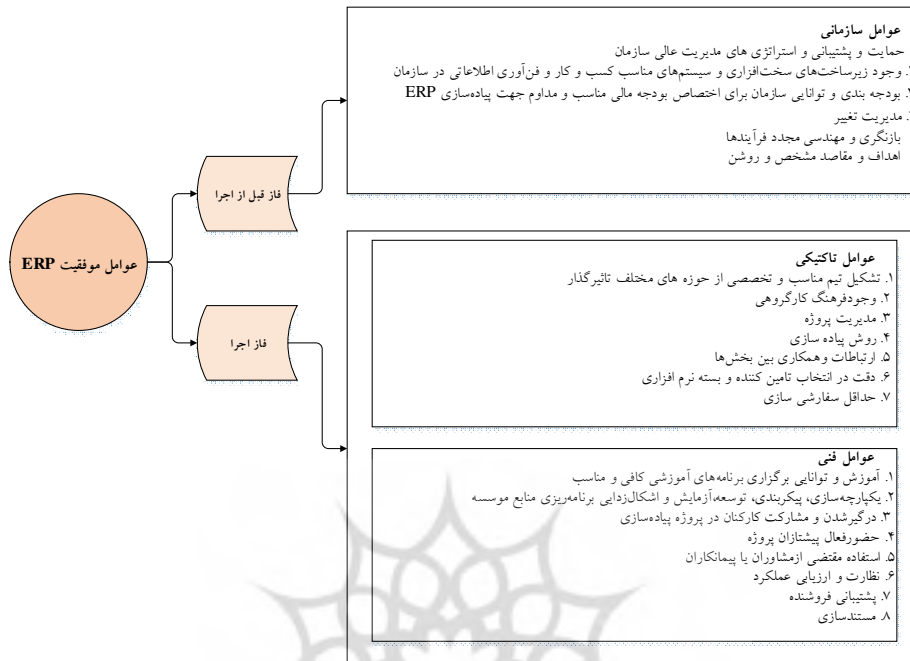 عوامل سازمانی
حمایت و پشتیبانی و استراتژی های مدیریت عالی سازمان
وجود زیرساخت‌های سخت‌افزاری و سیستم‌های مناسب کسب و کار و فن‌آوری اطلاعاتی در سازمان
بودجه بندی و توانایی سازمان برای اختصاص بودجه مالی مناسب و مداوم جهت پیاده‌سازی ERP
مدیریت تغییر
بازنگری و مهندسی مجدد فرآیندها
اهداف و مقاصد مشخص و روشن
فاز قبل از اجرا
عوامل موفقیت ERP
فاز اجرا
عوامل تاکتیکی
۱. تشکیل تیم مناسب و تخصصی از حوزه های مختلف تاثیرگذار
۲. وجودفرهنگ کارگروهی
۳. مدیریت پروژه
۴. روش پیاده سازی
۵. ارتباطات وهمکاری بین بخش‌ها
۶. دقت در انتخاب تامین کننده و بسته نرم افزاری
۷. حداقل سفارشی سازی
عوامل فنی
۱. آموزش و توانایی برگزاری برنامه‌های آموزشی کافی و مناسب
۲. یکپارچه‌سازی، پیکربندی، توسعه،آزمایش و اشکال‌زدایی برنامه‌ریزی منابع موسسه
۳. درگیرشدن و مشارکت کارکنان در پروژه پیاده‌سازی
۴. حضورفعال پیشتازان پروژه
۵. استفاده مقتضی ازمشاوران یا پیمانکاران
۶. نظارت و ارزیابی عملکرد
۷. پشتیبانی فروشنده
۸. مستندسازی